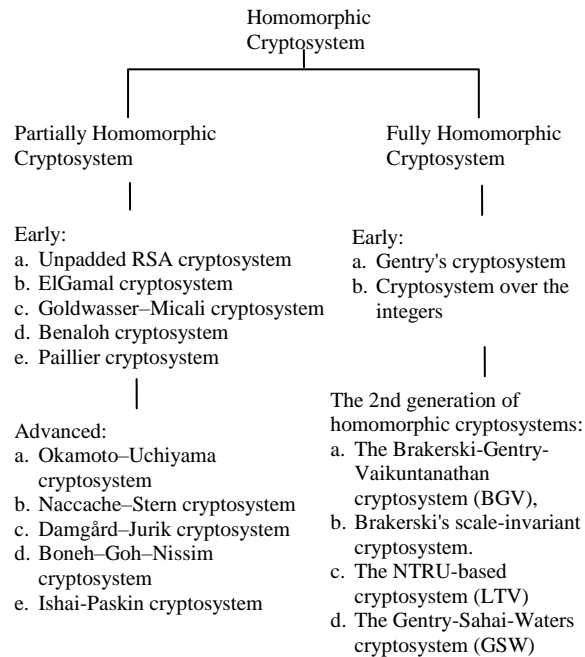 Homomorphic
Cryptosystem
Partially Homomorphic
Cryptosystem
Early:
a. Unpadded RSA cryptosystem
b. ElGamal cryptosystem
c. Goldwasser–Micali cryptosystem
d. Benaloh cryptosystem
e. Paillier cryptosystem
Advanced:
a. Okamoto–Uchiyama
cryptosystem
b. Naccache–Stern cryptosystem
c. Damgård–Jurik cryptosystem
d. Boneh–Goh–Nissim
cryptosystem
e. Ishai-Paskin cryptosystem
Fully Homomorphic
Cryptosystem
Early:
a. Gentry's cryptosystem
b. Cryptosystem over the
integers
The 2nd generation of
homomorphic cryptosystems:
a. The Brakerski-Gentry-
Vaikuntanathan
cryptosystem (BGV),
b. Brakerski's scale-invariant
cryptosystem.
c. The NTRU-based
cryptosystem (LTV)
d. The Gentry-Sahai-Waters
cryptosystem (GSW)